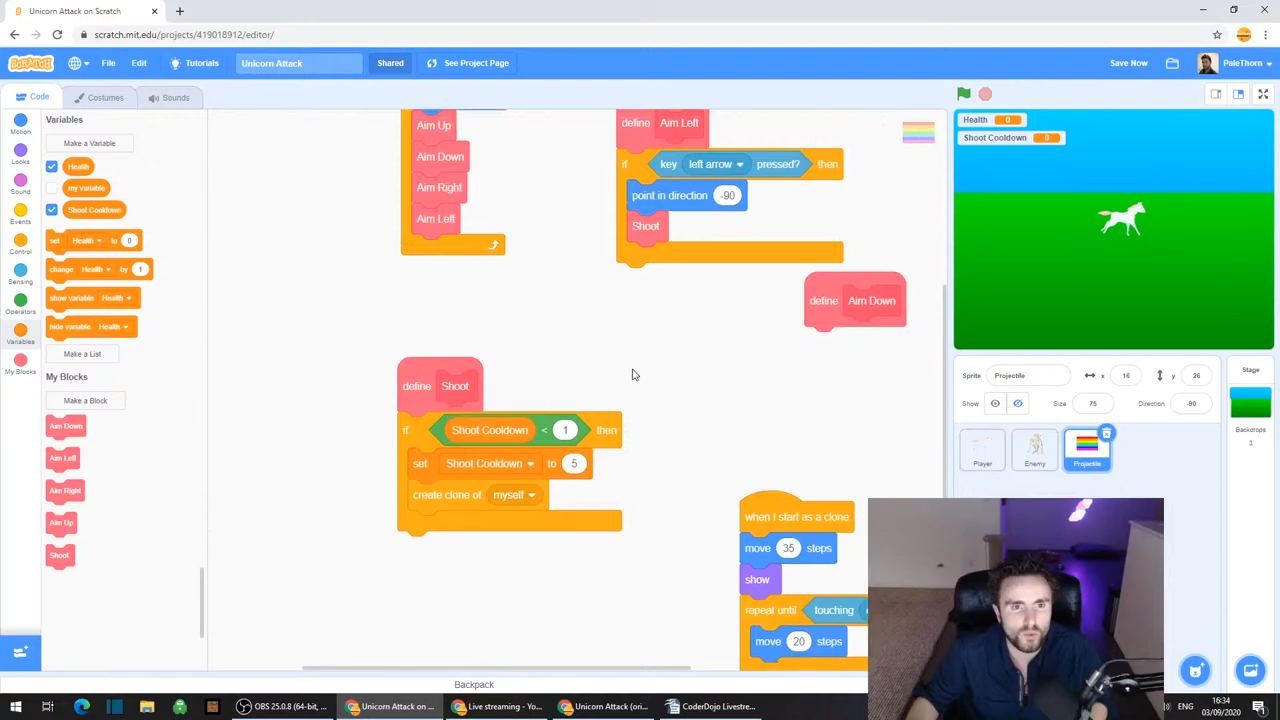 Unicorn Attack on Scratch
scratch.mit.edu/projects/419018912/editor/
SCRATCH
File
Edit
Tutorials
Unicorn Attack
Shared
See Project Page
Save Now
PaleThorn
Code
Costumes
Sounds
Motion
Looks
Sound
Events
Control
Sensing
Operators
Variables
My Blocks
Variables
Make a Variable
Health
my variable
Shoot Cooldown
set Health to 0
change Health by 1
show variable Health
hide variable Health
Make a List
My Blocks
Make a Block
Aim Down
Aim Left
Aim Right
Aim Up
Shoot
Aim Up
Aim Down
Aim Right
Aim Left
define Aim Left
if key left arrow pressed? then
point in direction -90
Shoot
define Aim Down
define Shoot
if Shoot Cooldown < 1 then
set Shoot Cooldown to 5
create clone of myself
when I start as a clone
move 35 steps
show
repeat until touching
move 20 steps
Health 0
Shoot Cooldown 0
Sprite Projectile x 16 y 26
Show Size 75 Direction -90
Player
Enemy
Projectile
Stage
Backdrops
3
Backpack
OBS 25.0.8 (64-bit, ...
Unicorn Attack on ...
Live streaming - Yo...
Unicorn Attack (ori...
CoderDojo Livestre...
ENG
16:34
03/09/2020